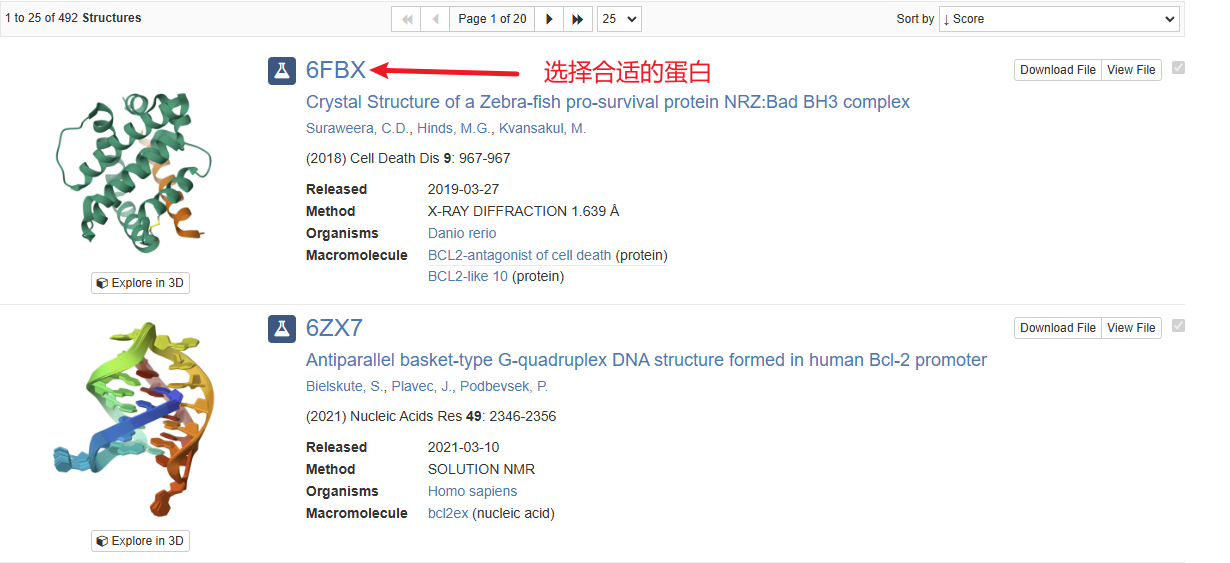 1 to 25 of 492 Structures
Page 1 of 20
25
Sort by
↓ Score
6FBX
选择合适的蛋白
Download File
View File
Crystal Structure of a Zebra-fish pro-survival protein NRZ:Bad BH3 complex
Suraweera, C.D., Hinds, M.G., Kvansakul, M.
(2018) Cell Death Dis 9: 967-967
Released 2019-03-27
Method X-RAY DIFFRACTION 1.639 Å
Organisms Danio rerio
Macromolecule BCL2-antagonist of cell death (protein)
BCL2-like 10 (protein)
Explore in 3D
6ZX7
Download File
View File
Antiparallel basket-type G-quadruplex DNA structure formed in human Bcl-2 promoter
Bielskute, S., Plavec, J., Podbevsek, P.
(2021) Nucleic Acids Res 49: 2346-2356
Released 2021-03-10
Method SOLUTION NMR
Organisms Homo sapiens
Macromolecule bcl2ex (nucleic acid)
Explore in 3D